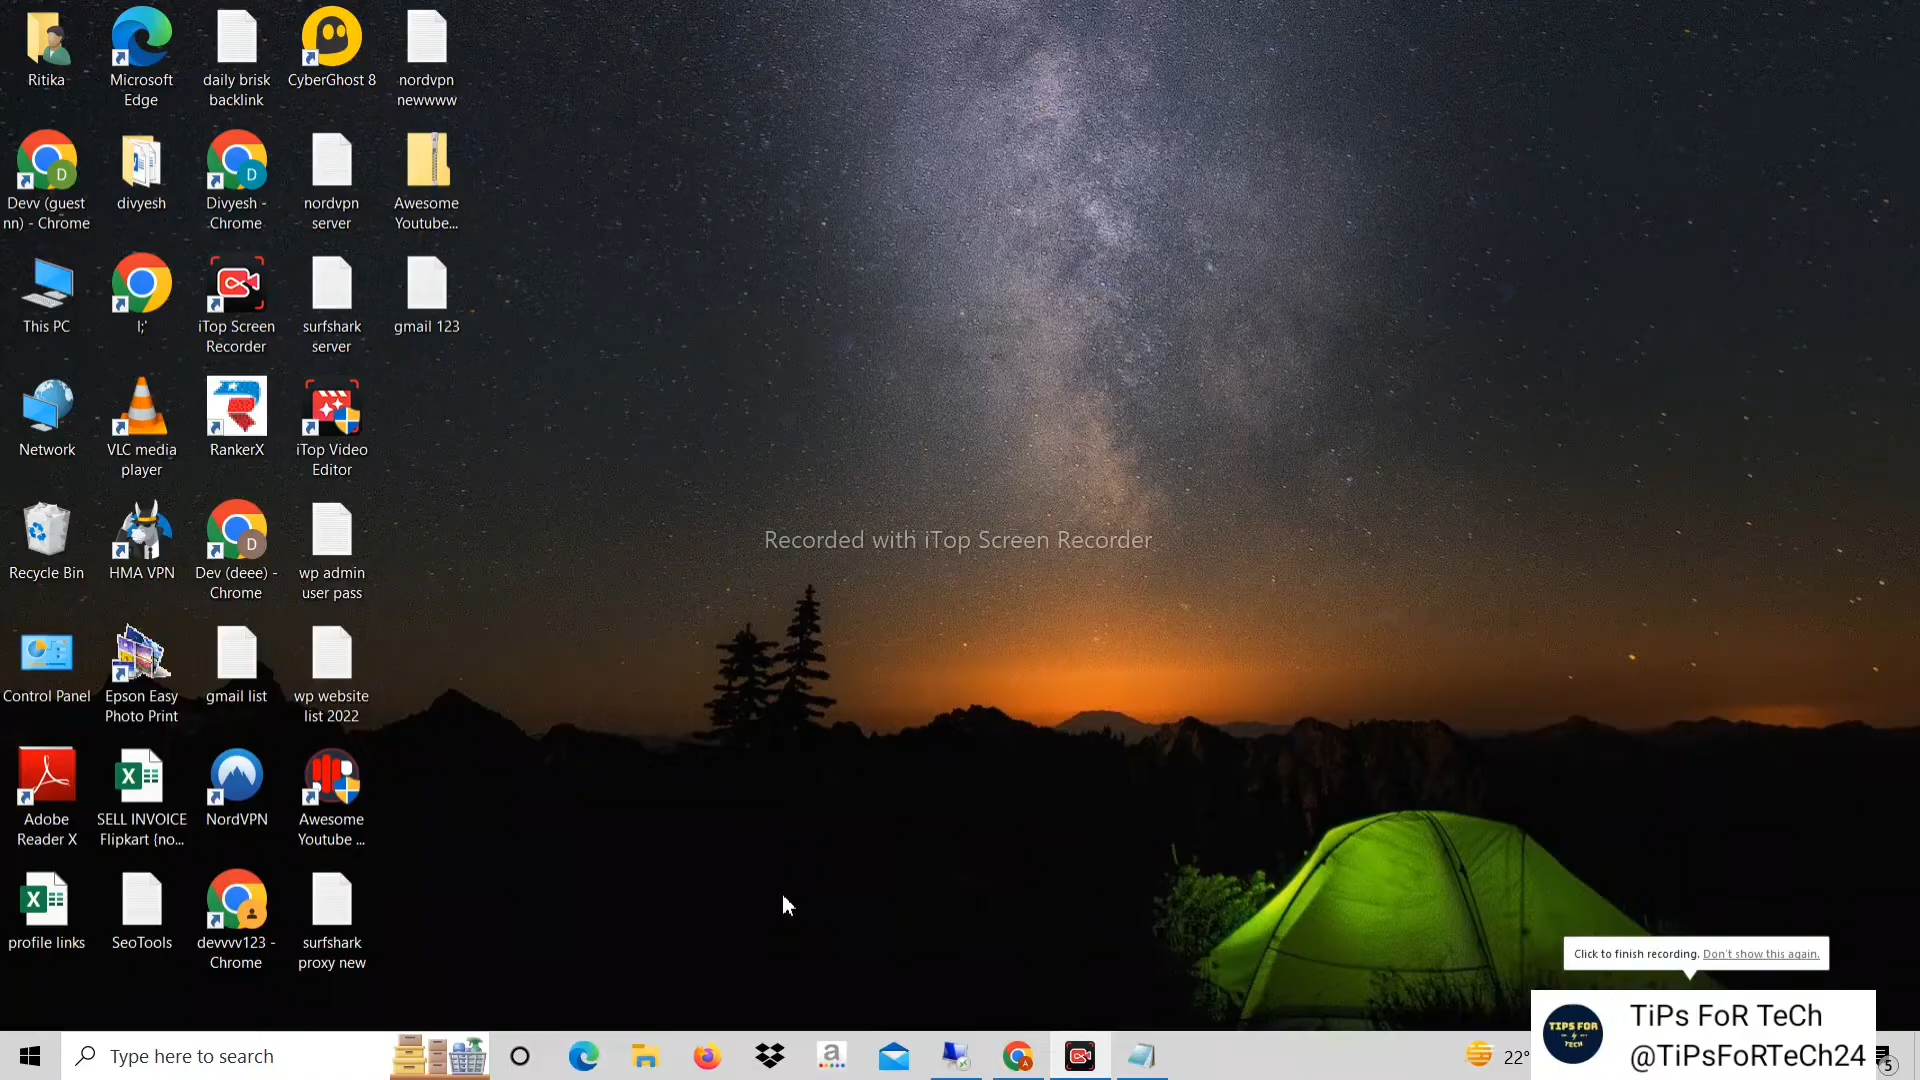 Ritika
Microsoft
Edge
daily brisk
backlink
CyberGhost 8
nordvpn
newwww
Devv (guest
nn) - Chrome
divyesh
Divyesh -
Chrome
nordvpn
server
Awesome
Youtube...
This PC
l;'
iTop Screen
Recorder
surfshark
server
gmail 123
Network
VLC media
player
RankerX
iTop Video
Editor
Recorded with iTop Screen Recorder
Recycle Bin
HMA VPN
Dev (deee) -
Chrome
wp admin
user pass
Control Panel
Epson Easy
Photo Print
gmail list
wp website
list 2022
Adobe
Reader X
SELL INVOICE
Flipkart (no...
NordVPN
Awesome
Youtube ...
profile links
SeoTools
devvvv123 -
Chrome
surfshark
proxy new
Click to finish recording. Don't show this again.
TIPS FOR
TECH
TiPs FoR TeCh
@TiPsFoRTeCh24
Type here to search
22°
5